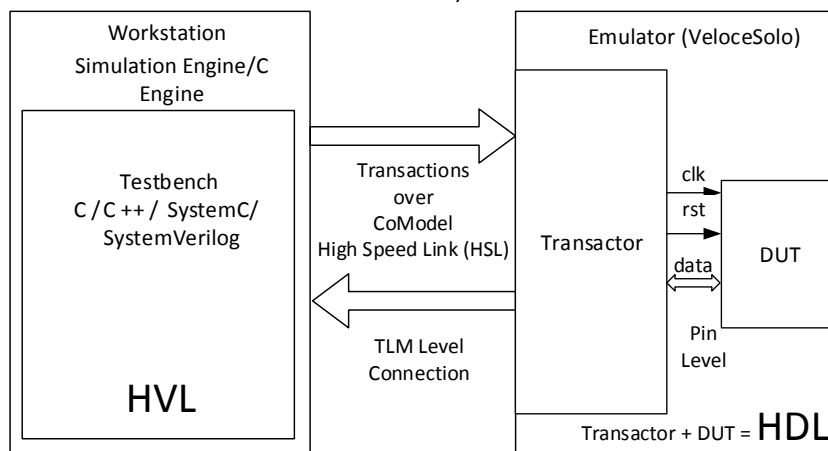 Workstation
Simulation Engine/C
Engine
Testbench
C /C ++ / SystemC/
SystemVerilog
HVL
Transactions
over
CoModel
High Speed Link (HSL)
TLM Level
Connection
Emulator (VeloceSolo)
Transactor
clk
rst
data
DUT
Pin
Level
Transactor + DUT = HDL